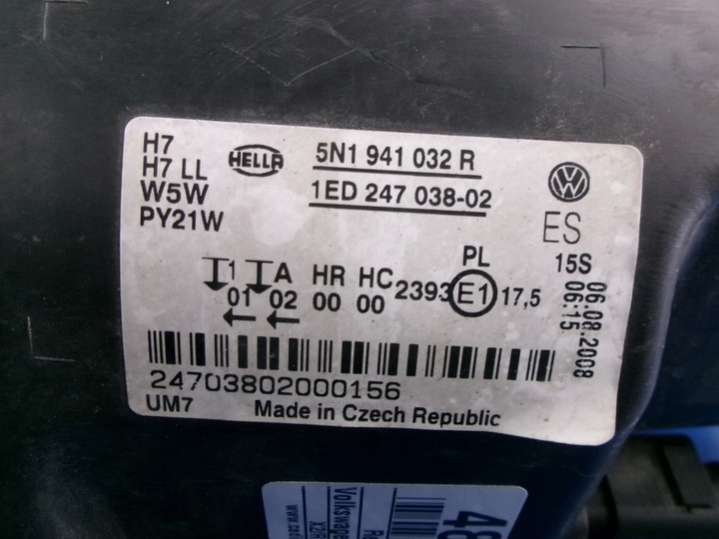 H7
H7 LL
W5W
PY21W
HELLA
5N1 941 032 R
1ED 247 038-02
ES
PL
15S
1 A HR HC 2393 E1 17,5
01 02 00 00
06.08.2008
06:15
24703802000156
UM7 Made in Czech Republic
48
Volkswage